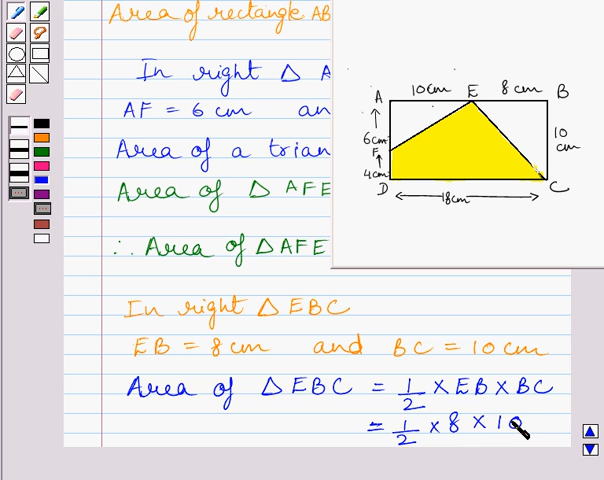 Area of rectangle AB
In right △ A
AF = 6 cm an
Area of a trian
Area of △ AFE
∴ Area of △AFE
A 10cm E 8 cm B
6cm
F
10 cm
4cm
D 18cm C
In right △ EBC
EB = 8 cm and BC = 10 cm
Area of △ EBC = 1/2 × EB × BC
= 1/2 × 8 × 10